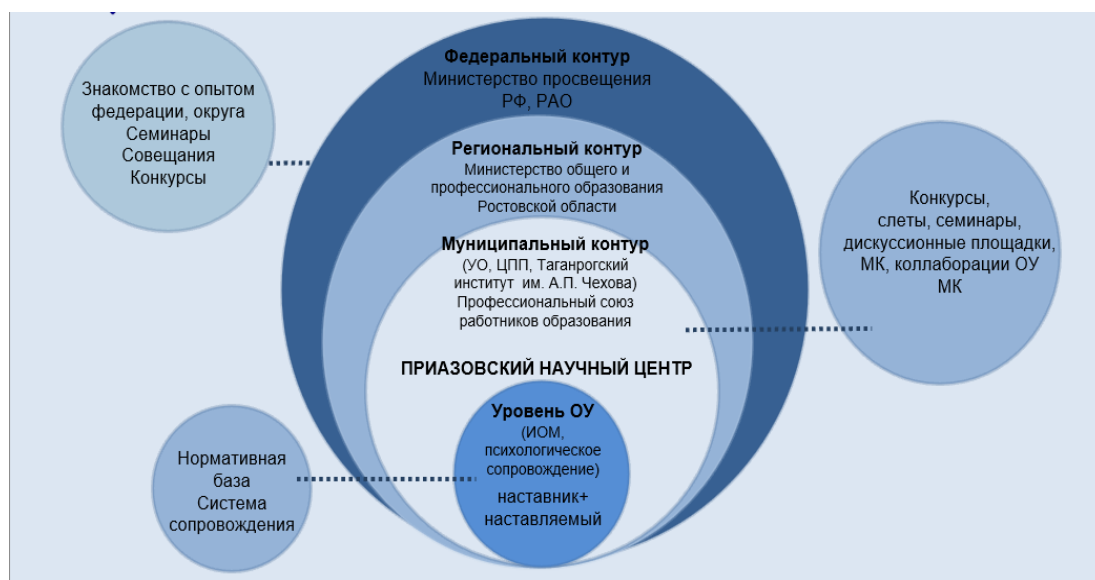 Федеральный контур
Министерство просвещения
РФ, РАО
Знакомство с опытом
федерации, округа
Семинары
Совещания
Конкурсы
Региональный контур
Министерство общего и
профессионального образования
Ростовской области
Конкурсы,
слеты, семинары,
дискуссионные площадки,
МК, коллаборации ОУ
МК
Муниципальный контур
(УО, ЦПП, Таганрогский
институт им. А.П. Чехова)
Профессиональный союз
работников образования
ПРИАЗОВСКИЙ НАУЧНЫЙ ЦЕНТР
Уровень ОУ
(ИОМ,
психологическое
сопровождение)
наставник+
наставляемый
Нормативная
база
Система
сопровождения